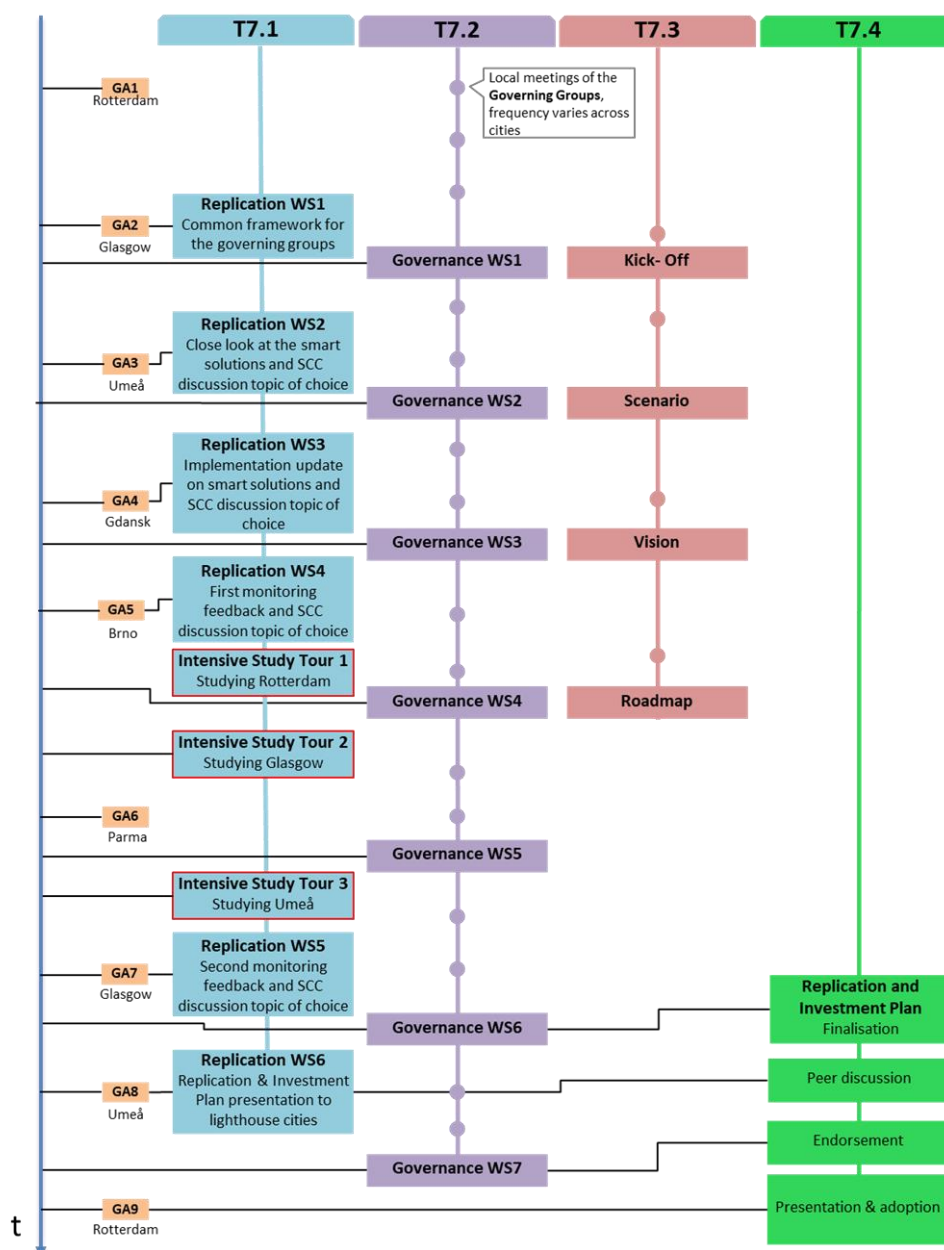 T7.1
T7.2
T7.3
T7.4
GA1
Rotterdam
Local meetings of the
Governing Groups,
frequency varies across
cities
Replication WS1
Common framework for
the governing groups
GA2
Glasgow
Governance WS1
Kick- Off
Replication WS2
Close look at the smart
solutions and SCC
discussion topic of choice
GA3
Umeå
Governance WS2
Scenario
Replication WS3
Implementation update
on smart solutions and
SCC discussion topic of
choice
GA4
Gdansk
Governance WS3
Vision
Replication WS4
First monitoring
feedback and SCC
discussion topic of choice
GA5
Brno
Intensive Study Tour 1
Studying Rotterdam
Governance WS4
Roadmap
Intensive Study Tour 2
Studying Glasgow
GA6
Parma
Governance WS5
Intensive Study Tour 3
Studying Umeå
Replication WS5
Second monitoring
feedback and SCC
discussion topic of choice
GA7
Glasgow
Replication and
Investment Plan
Finalisation
Governance WS6
Replication WS6
Replication & Investment
Plan presentation to
lighthouse cities
GA8
Umeå
Peer discussion
Endorsement
Governance WS7
GA9
Rotterdam
Presentation & adoption
t